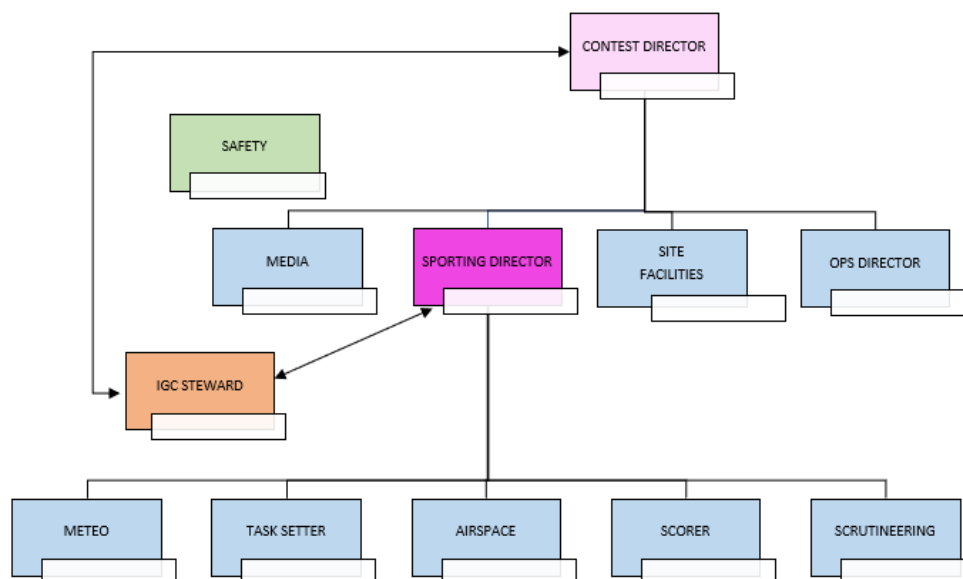 CONTEST DIRECTOR
SAFETY
MEDIA
SPORTING DIRECTOR
SITE
FACILITIES
OPS DIRECTOR
IGC STEWARD
METEO
TASK SETTER
AIRSPACE
SCORER
SCRUTINEERING